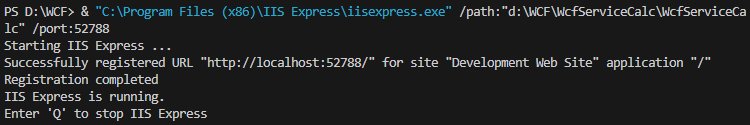 PS D:\WCF> & "C:\Program Files (x86)\IIS Express\iisexpress.exe" /path:"d:\WCF\WcfServiceCalc\WcfServiceCa
lc" /port:52788
Starting IIS Express ...
Successfully registered URL "http://localhost:52788/" for site "Development Web Site" application "/"
Registration completed
IIS Express is running.
Enter 'Q' to stop IIS Express